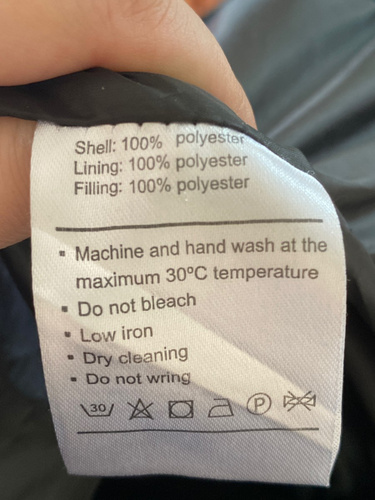 Shell: 100% polyester
Lining: 100% polyester
Filling: 100% polyester
▪ Machine and hand wash at the
maximum 30ºC temperature
▪ Do not bleach
▪ Low iron
▪ Dry cleaning
▪ Do not wring
30 P